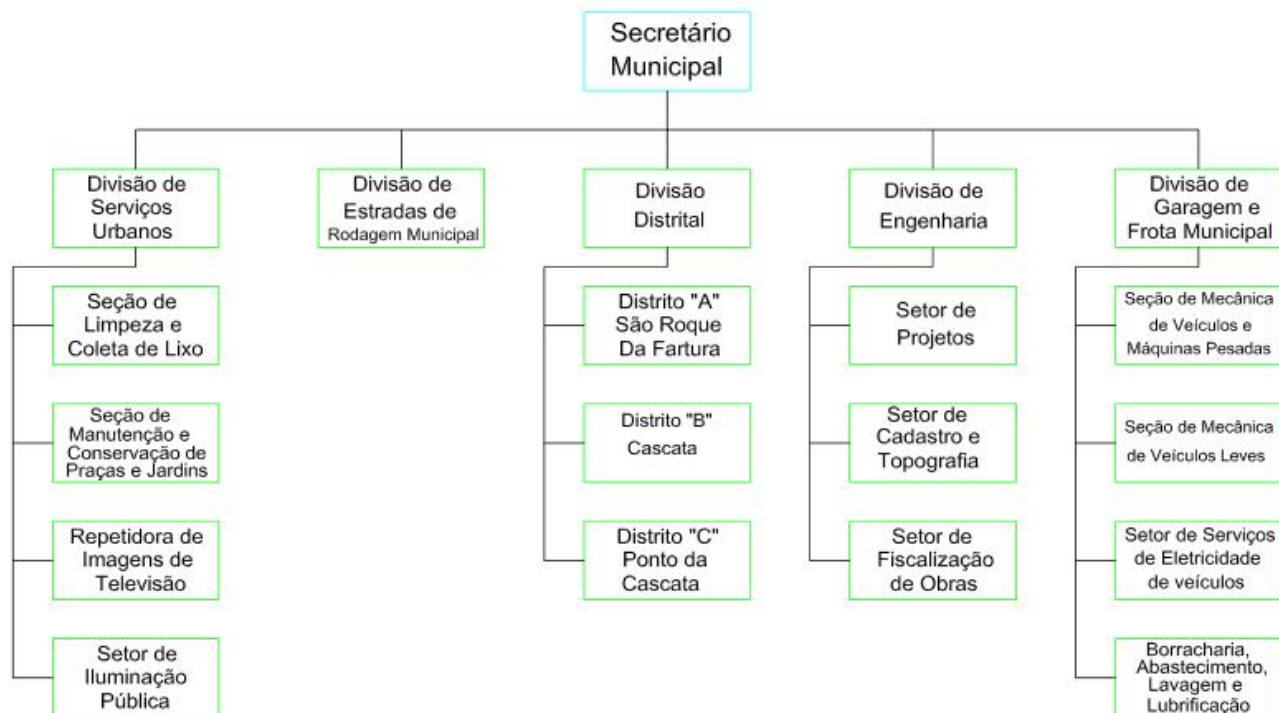 Secretário
Municipal
Divisão de
Serviços
Urbanos
Divisão de
Estradas de
Rodagem Municipal
Divisão
Distrital
Divisão de
Engenharia
Divisão de
Garagem e
Frota Municipal
Seção de
Limpeza e
Coleta de Lixo
Distrito "A"
São Roque
Da Fartura
Setor de
Projetos
Seção de Mecânica
de Veículos e
Máquinas Pesadas
Seção de
Manutenção e
Conservação de
Praças e Jardins
Distrito "B"
Cascata
Setor de
Cadastro e
Topografia
Seção de Mecânica
de Veículos Leves
Repetidora de
Imagens de
Televisão
Distrito "C"
Ponto da
Cascata
Setor de
Fiscalização
de Obras
Setor de Serviços
de Eletricidade
de veículos
Setor de
Iluminação
Pública
Borracharia,
Abastecimento,
Lavagem e
Lubrificação